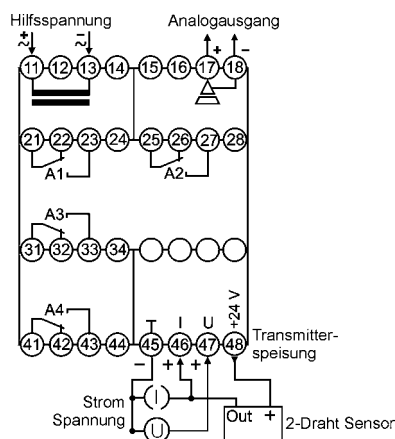 Hilfsspannung Analogausgang
+ ~ − ~ + −
11 12 13 14 15 16 17 18
21 22 23 24 25 26 27 28
A1 A2
A3
31 32 33 34
A4
⊥ I U +24 V
41 42 43 44 45 46 47 48
− + + Transmitter-
speisung
Strom I
Spannung U
Out +
2-Draht Sensor